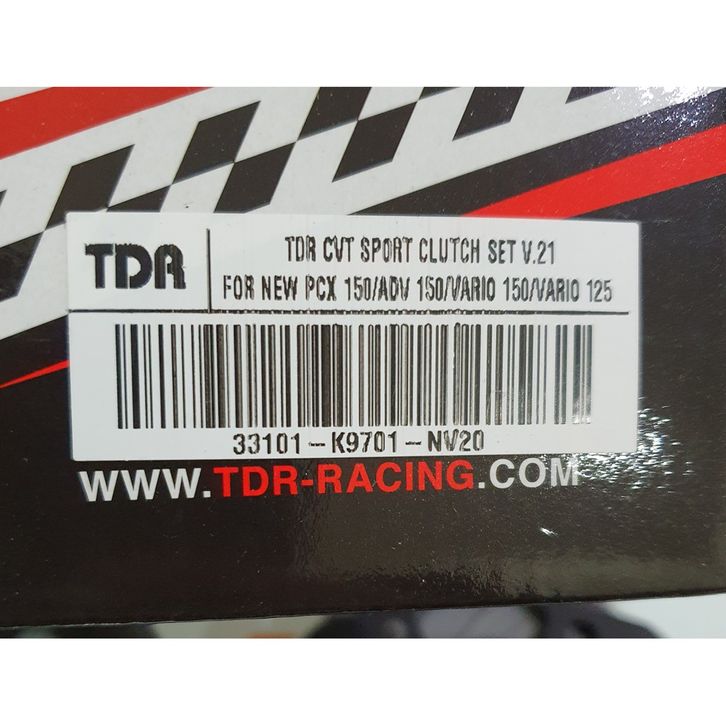 TDR
TDR CVT SPORT CLUTCH SET V.21
FOR NEW PCX 150/ADV 150/VARIO 150/VARIO 125
33101-K9701-NV20
WWW.TDR-RACING.COM